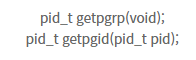 pid_t getpgrp(void);
pid_t getpgid(pid_t pid);